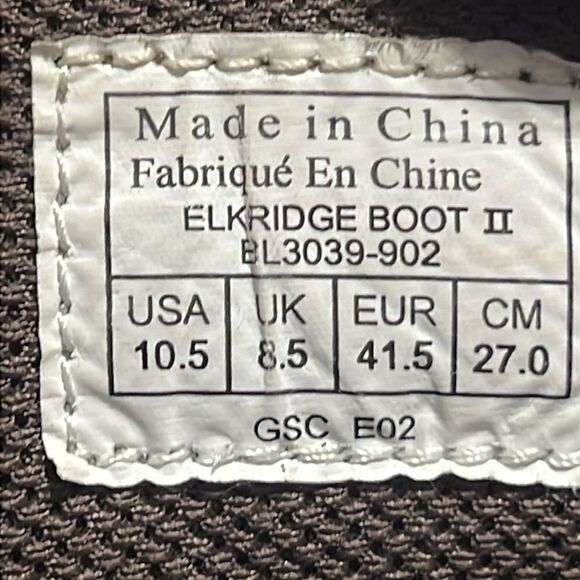 Made in China
Fabriqué En Chine
ELKRIDGE BOOT II
BL3039-902
USA UK EUR CM
10.5 8.5 41.5 27.0
GSC E02